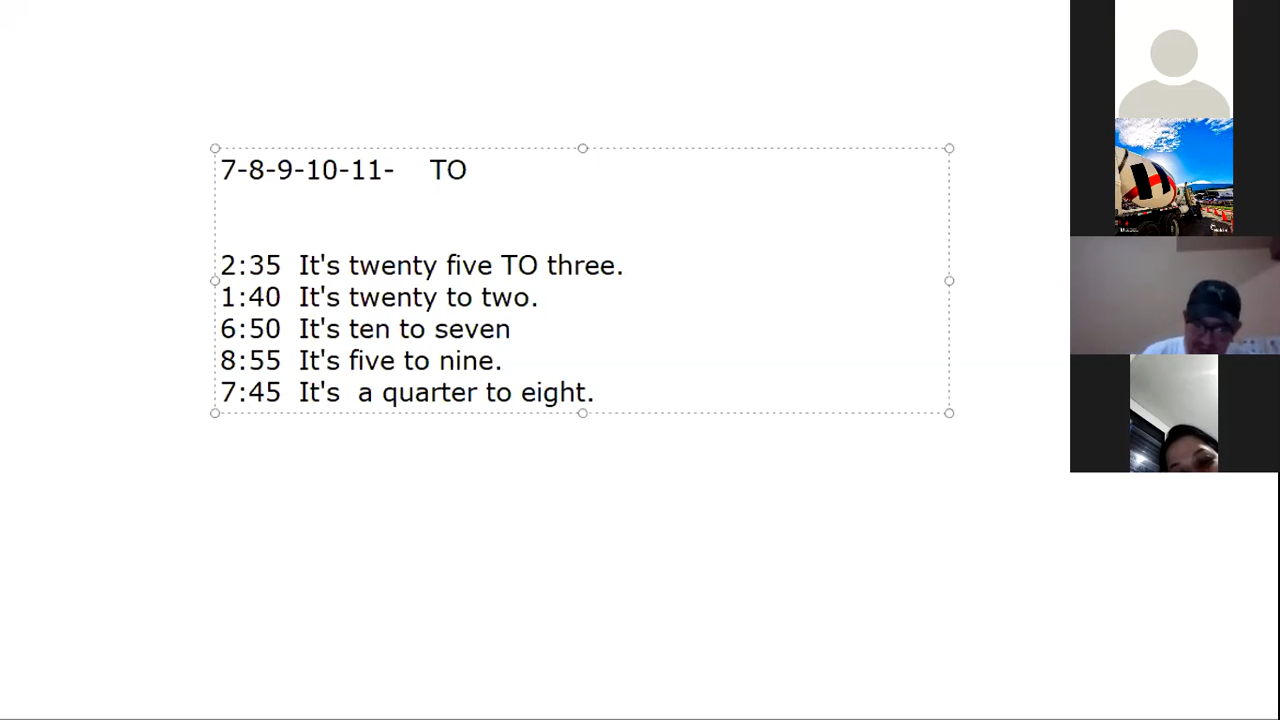 7-8-9-10-11- TO
2:35 It's twenty five TO three.
1:40 It's twenty to two.
6:50 It's ten to seven
8:55 It's five to nine.
7:45 It's a quarter to eight.